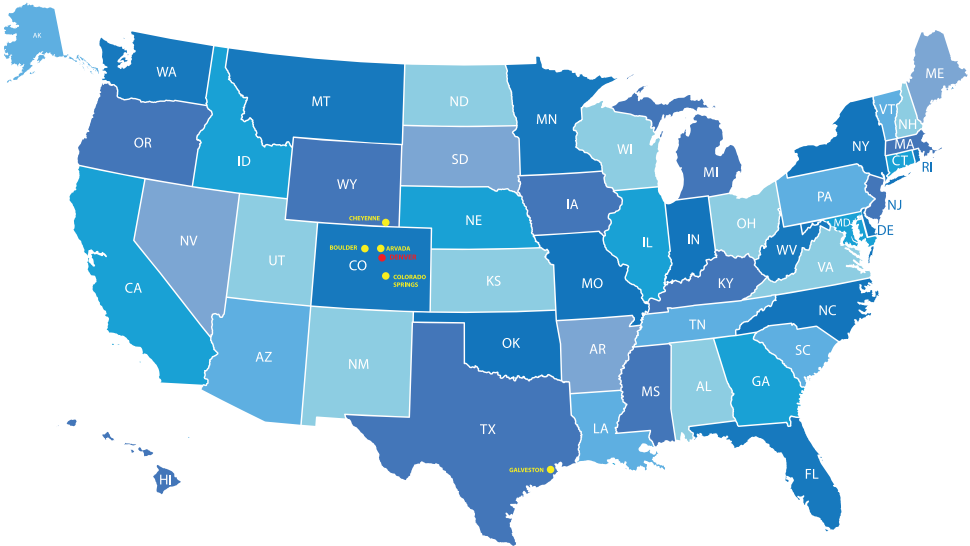 AK
WA
MT
ND
MN
ME
VT
NH
OR
ID
SD
WI
MI
NY
MA
CT
RI
WY
IA
PA
NJ
CHEYENNE
NE
OH
MD
DE
NV
UT
BOULDER
ARVADA
CO
COLORADO
SPRINGS
KS
MO
IL
IN
WV
VA
KY
CA
NC
TN
AZ
NM
OK
AR
SC
MS
AL
GA
TX
LA
GALVESTON
FL
HI